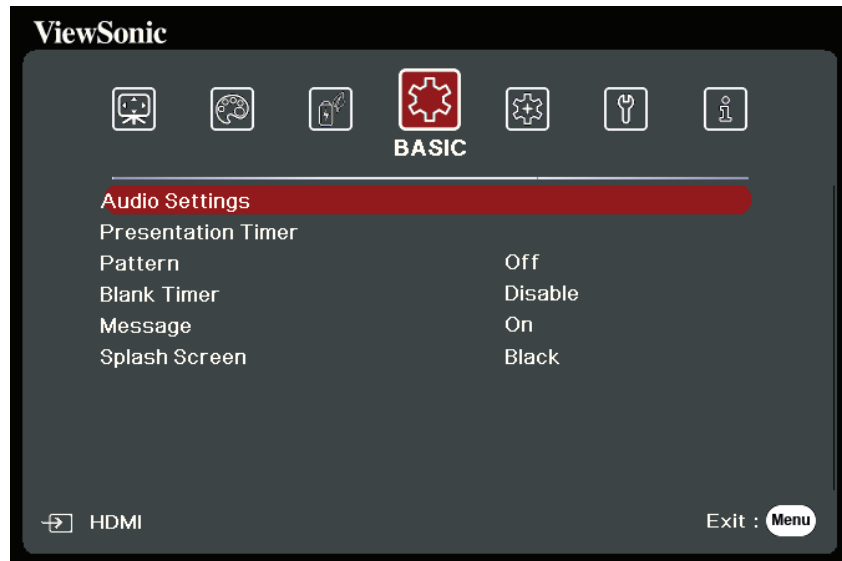 ViewSonic
BASIC
Audio Settings
Presentation Timer
Pattern Off
Blank Timer Disable
Message On
Splash Screen Black
HDMI Exit : Menu